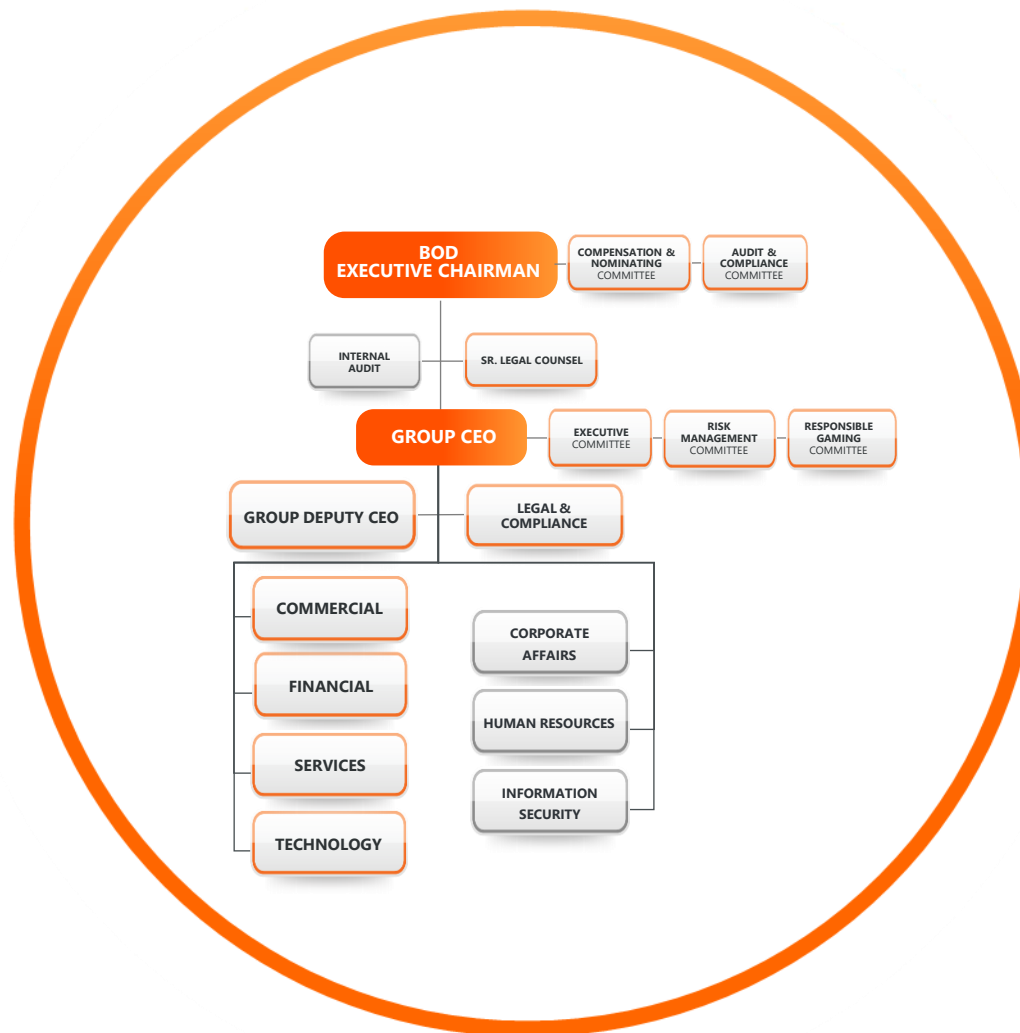 BOD
EXECUTIVE CHAIRMAN
COMPENSATION &
NOMINATING
COMMITTEE
AUDIT &
COMPLIANCE
COMMITTEE
INTERNAL
AUDIT
SR. LEGAL COUNSEL
GROUP CEO
EXECUTIVE
COMMITTEE
RISK
MANAGEMENT
COMMITTEE
RESPONSIBLE
GAMING
COMMITTEE
GROUP DEPUTY CEO
LEGAL &
COMPLIANCE
COMMERCIAL
FINANCIAL
SERVICES
TECHNOLOGY
CORPORATE
AFFAIRS
HUMAN RESOURCES
INFORMATION
SECURITY